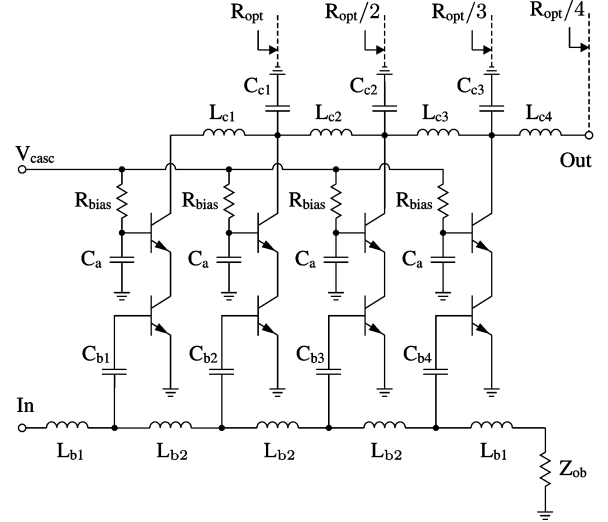 R_opt R_opt/2 R_opt/3 R_opt/4
C_c1 C_c2 C_c3
L_c1 L_c2 L_c3 L_c4
V_casc Out
R_bias R_bias R_bias R_bias
C_a C_a C_a C_a
C_b1 C_b2 C_b3 C_b4
In
L_b1 L_b2 L_b2 L_b2 L_b1
Z_ob